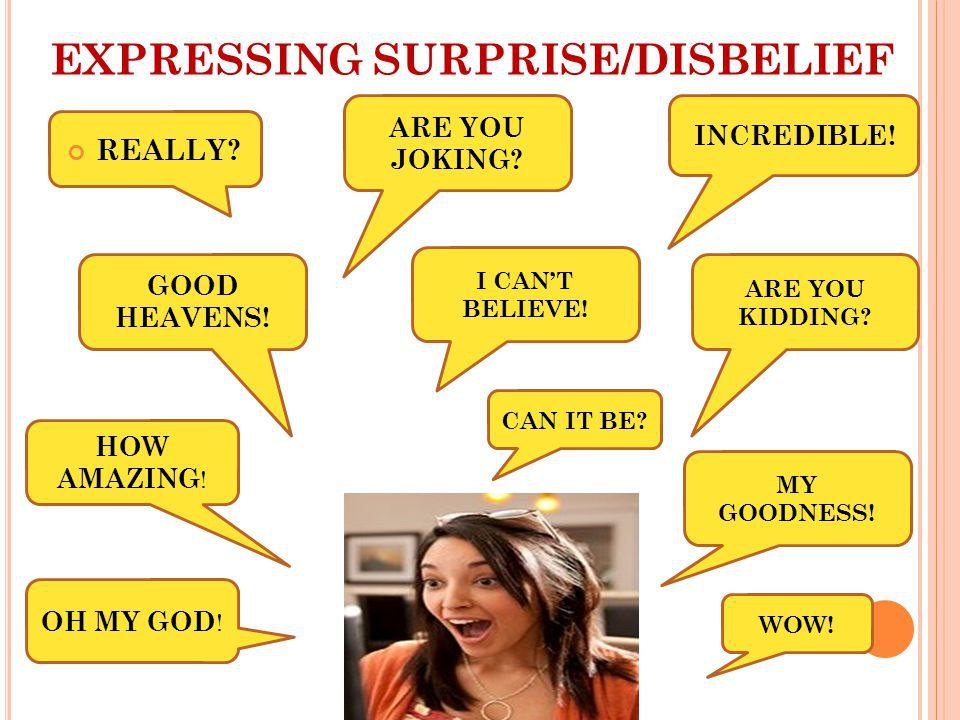 EXPRESSING SURPRISE/DISBELIEF
REALLY?
ARE YOU
JOKING?
INCREDIBLE!
GOOD
HEAVENS!
I CAN'T
BELIEVE!
ARE YOU
KIDDING?
CAN IT BE?
HOW
AMAZING!
MY
GOODNESS!
OH MY GOD!
WOW!